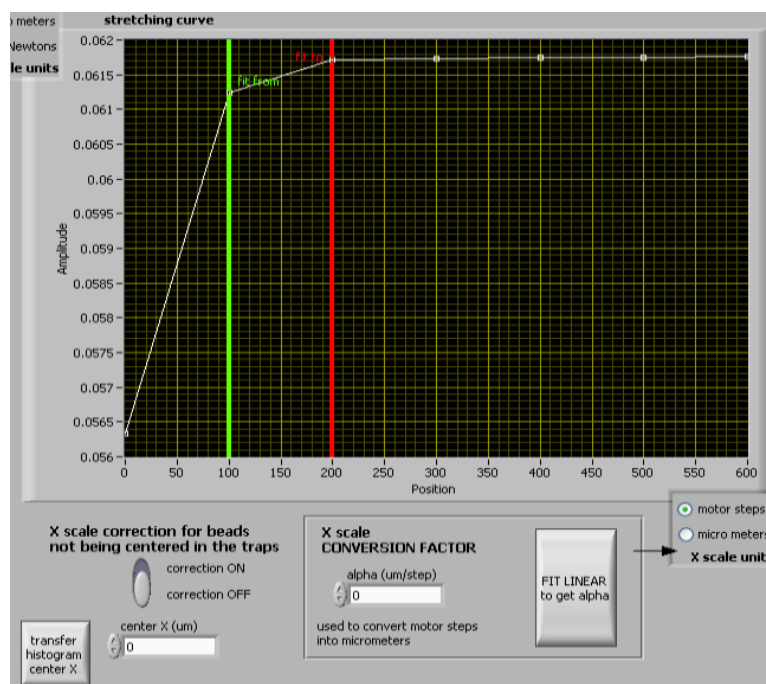 o meters
stretching curve
Newtons
le units
0.062
0.0615
0.061
0.0605
0.06
0.0595
0.059
0.0585
0.058
0.0575
0.057
0.0565
0.056
Amplitude
fit from
fit to
0 50 100 150 200 250 300 350 400 450 500 550 600
Position
motor steps
micro meters
X scale unit
X scale correction for beads
not being centered in the traps
correction ON
correction OFF
transfer
histogram
center X
center X (um)
0
X scale
CONVERSION FACTOR
alpha (um/step)
0
used to convert motor steps
into micrometers
FIT LINEAR
to get alpha